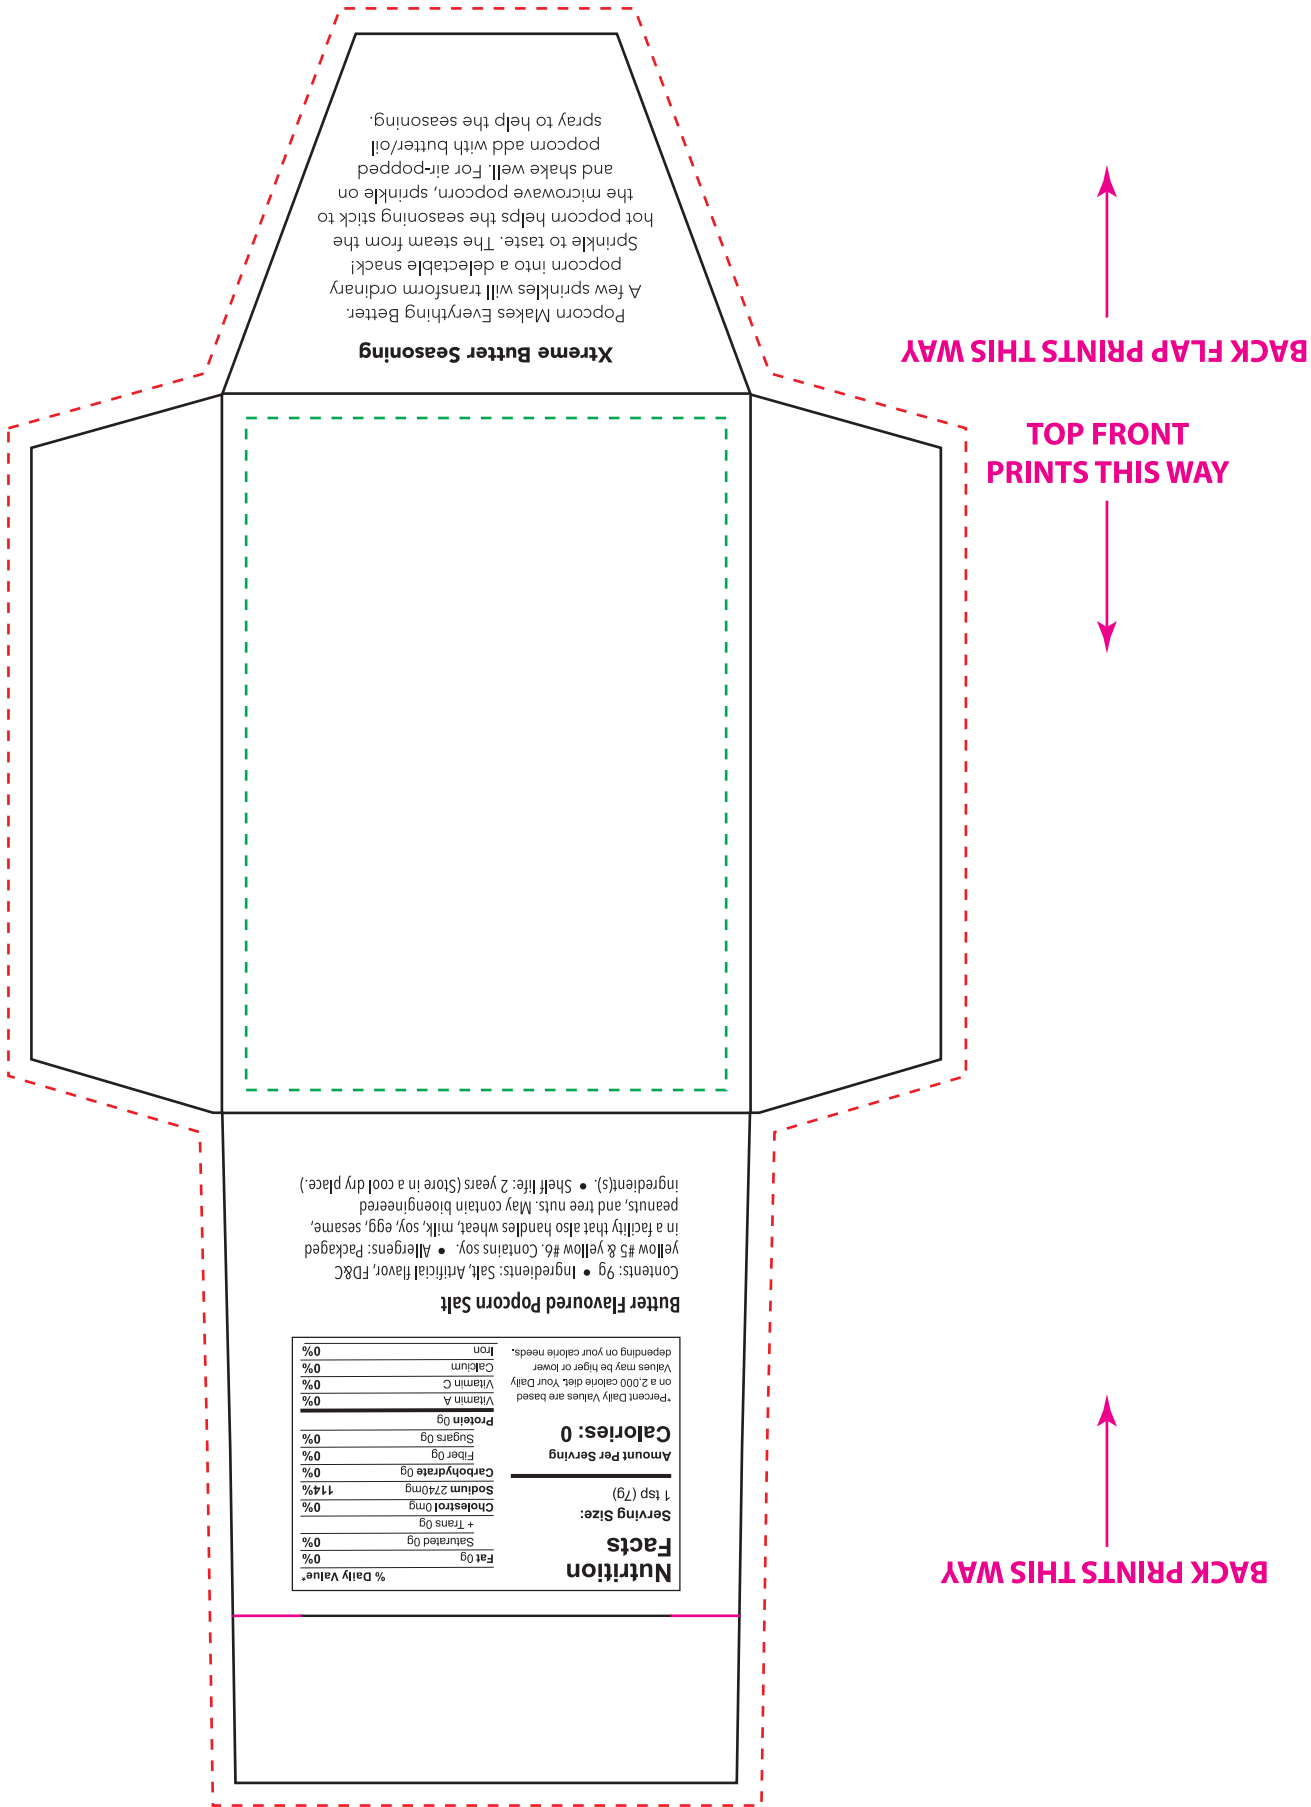 Xtreme Butter Seasoning
Popcorn Makes Everything Better.
A few sprinkles will transform ordinary
popcorn into a delectable snack!
Sprinkle to taste. The steam from the
hot popcorn helps the seasoning stick to
the microwave popcorn, sprinkle on
and shake well. For air-popped
popcorn add with butter/oil
spray to help the seasoning.
BACK FLAP PRINTS THIS WAY
TOP FRONT
PRINTS THIS WAY
Nutrition
Facts
Serving Size:
1 tsp (7g)
Amount Per Serving
Calories: 0
*Percent Daily Values are based
on a 2,000 calorie diet. Your Daily
Values may be higer or lower
depending on your calorie needs.
% Daily Value*
Fat 0g 0%
Saturated 0g 0%
+ Trans 0g
Cholestrol 0mg 0%
Sodium 2740mg 114%
Carbohydrate 0g 0%
Fiber 0g 0%
Sugars 0g 0%
Protein 0g
Vitamin A 0%
Vitamin C 0%
Calcium 0%
Iron 0%
Butter Flavoured Popcorn Salt
Contents: 9g • Ingredients: Salt, Artificial flavor, FD&C
yellow #5 & yellow #6. Contains soy. • Allergens: Packaged
in a facility that also handles wheat, milk, soy, egg, sesame,
peanuts, and tree nuts. May contain bioengineered
ingredient(s). • Shelf life: 2 years (Store in a cool dry place.)
BACK PRINTS THIS WAY